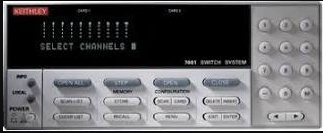 KEITHLEY
CARD 1 CARD 2
SELECT CHANNELS
7001 SWITCH SYSTEM
INFO
LOCAL
POWER
OPEN ALL STEP OPEN CLOSE
MEMORY CONFIGURATION
SCAN LIST STORE SCAN CARD DELETE INSERT
ENTER LIST RECALL MENU EXIT ENTER